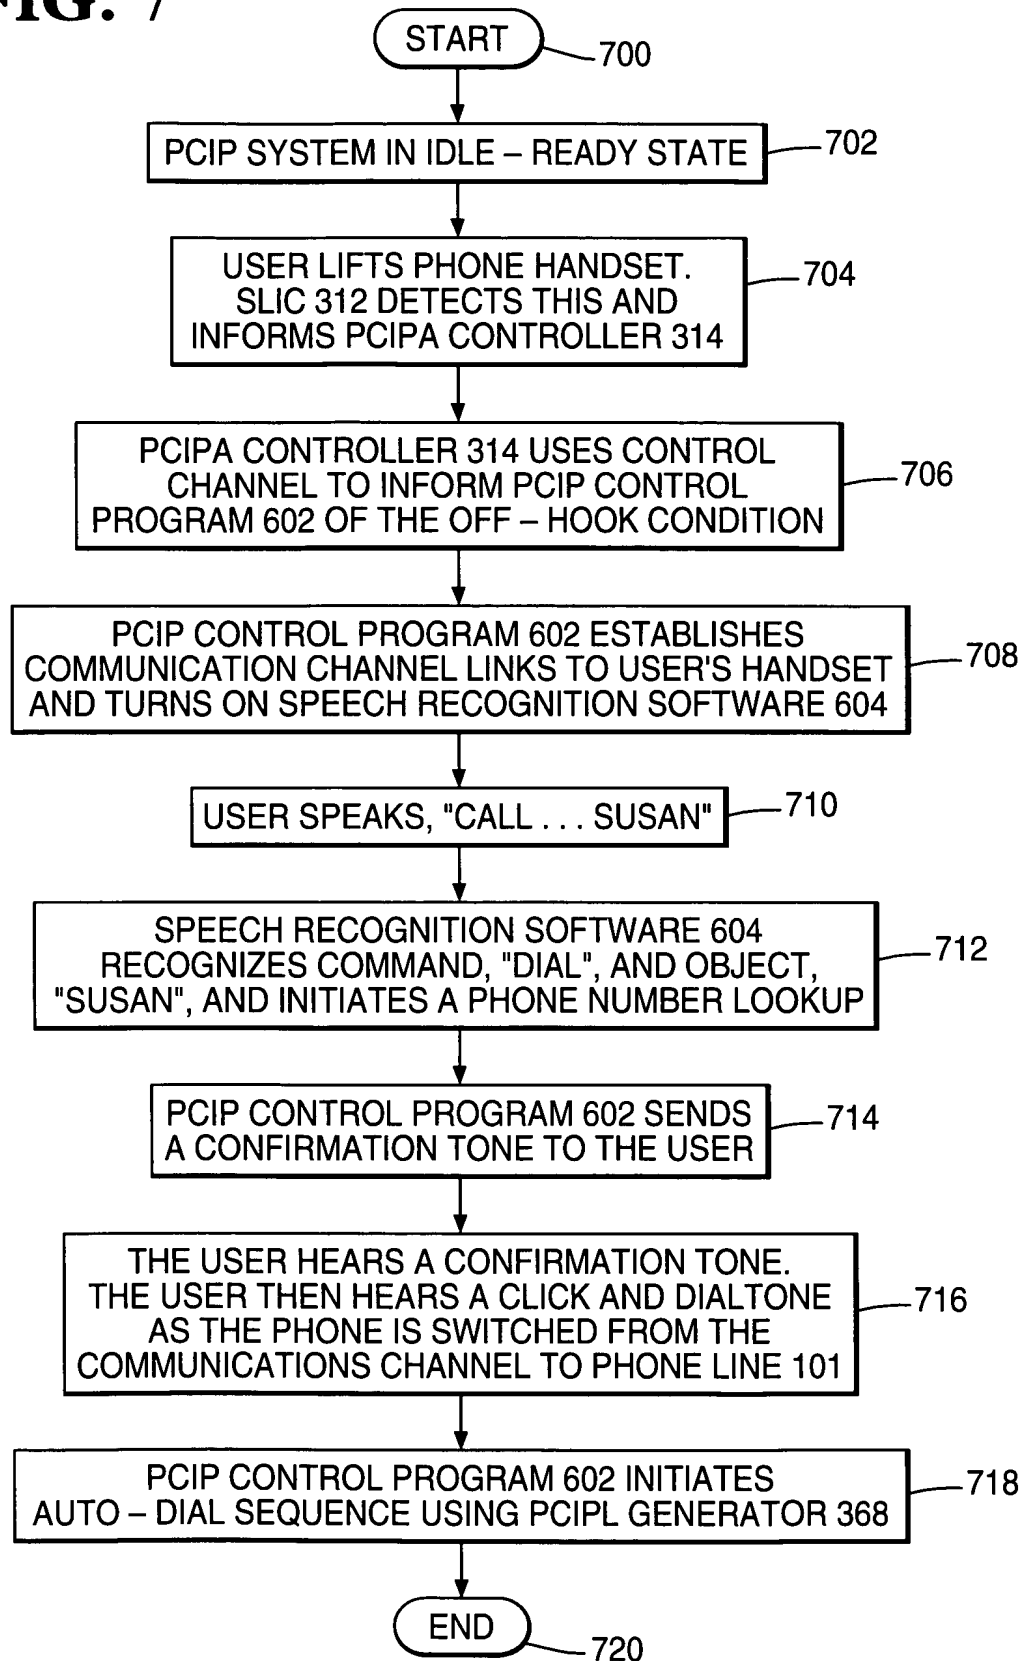 FIG. 7
START
700
PCIP SYSTEM IN IDLE – READY STATE
702
USER LIFTS PHONE HANDSET.
SLIC 312 DETECTS THIS AND
INFORMS PCIPA CONTROLLER 314
704
PCIPA CONTROLLER 314 USES CONTROL
CHANNEL TO INFORM PCIP CONTROL
PROGRAM 602 OF THE OFF – HOOK CONDITION
706
PCIP CONTROL PROGRAM 602 ESTABLISHES
COMMUNICATION CHANNEL LINKS TO USER'S HANDSET
AND TURNS ON SPEECH RECOGNITION SOFTWARE 604
708
USER SPEAKS, "CALL . . . SUSAN"
710
SPEECH RECOGNITION SOFTWARE 604
RECOGNIZES COMMAND, "DIAL", AND OBJECT,
"SUSAN", AND INITIATES A PHONE NUMBER LOOKUP
712
PCIP CONTROL PROGRAM 602 SENDS
A CONFIRMATION TONE TO THE USER
714
THE USER HEARS A CONFIRMATION TONE.
THE USER THEN HEARS A CLICK AND DIALTONE
AS THE PHONE IS SWITCHED FROM THE
COMMUNICATIONS CHANNEL TO PHONE LINE 101
716
PCIP CONTROL PROGRAM 602 INITIATES
AUTO – DIAL SEQUENCE USING PCIPL GENERATOR 368
718
END
720